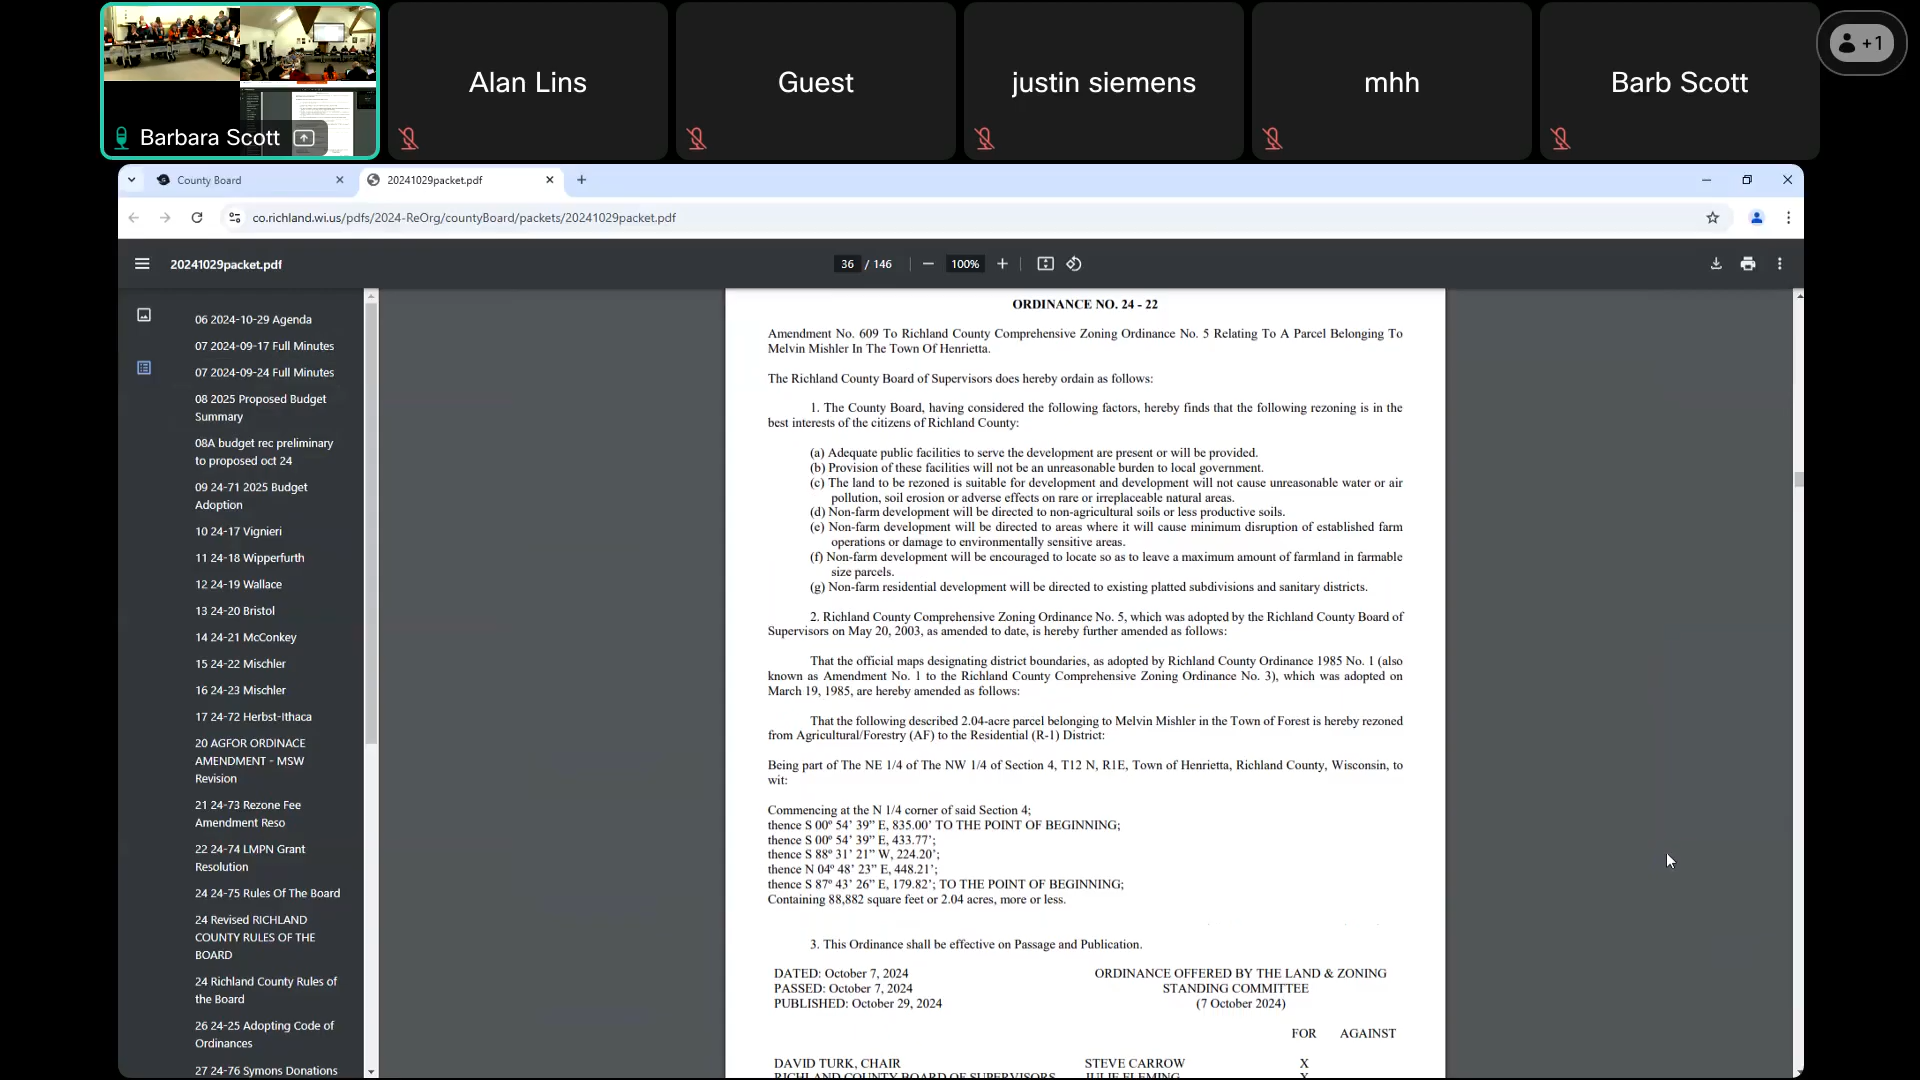 Barbara Scott
Alan Lins
Guest
justin siemens
mhh
Barb Scott
+1
County Board
20241029packet.pdf
co.richland.wi.us/pdfs/2024-ReOrg/countyBoard/packets/20241029packet.pdf
20241029packet.pdf
36 / 146
100%
06 2024-10-29 Agenda
07 2024-09-17 Full Minutes
07 2024-09-24 Full Minutes
08 2025 Proposed Budget
Summary
08A budget rec preliminary
to proposed oct 24
09 24-71 2025 Budget
Adoption
10 24-17 Vignieri
11 24-18 Wipperfurth
12 24-19 Wallace
13 24-20 Bristol
14 24-21 McConkey
15 24-22 Mischler
16 24-23 Mischler
17 24-72 Herbst-Ithaca
20 AGFOR ORDINACE
AMENDMENT - MSW
Revision
21 24-73 Rezone Fee
Amendment Reso
22 24-74 LMPN Grant
Resolution
24 24-75 Rules Of The Board
24 Revised RICHLAND
COUNTY RULES OF THE
BOARD
24 Richland County Rules of
the Board
26 24-25 Adopting Code of
Ordinances
27 24-76 Symons Donations
ORDINANCE NO. 24 - 22
Amendment No. 609 To Richland County Comprehensive Zoning Ordinance No. 5 Relating To A Parcel Belonging To
Melvin Mishler In The Town Of Henrietta.
The Richland County Board of Supervisors does hereby ordain as follows:
1. The County Board, having considered the following factors, hereby finds that the following rezoning is in the
best interests of the citizens of Richland County:
(a) Adequate public facilities to serve the development are present or will be provided.
(b) Provision of these facilities will not be an unreasonable burden to local government.
(c) The land to be rezoned is suitable for development and development will not cause unreasonable water or air
pollution, soil erosion or adverse effects on rare or irreplaceable natural areas.
(d) Non-farm development will be directed to non-agricultural soils or less productive soils.
(e) Non-farm development will be directed to areas where it will cause minimum disruption of established farm
operations or damage to environmentally sensitive areas.
(f) Non-farm development will be encouraged to locate so as to leave a maximum amount of farmland in farmable
size parcels.
(g) Non-farm residential development will be directed to existing platted subdivisions and sanitary districts.
2. Richland County Comprehensive Zoning Ordinance No. 5, which was adopted by the Richland County Board of
Supervisors on May 20, 2003, as amended to date, is hereby further amended as follows:
That the official maps designating district boundaries, as adopted by Richland County Ordinance 1985 No. 1 (also
known as Amendment No. 1 to the Richland County Comprehensive Zoning Ordinance No. 3), which was adopted on
March 19, 1985, are hereby amended as follows:
That the following described 2.04-acre parcel belonging to Melvin Mishler in the Town of Forest is hereby rezoned
from Agricultural/Forestry (AF) to the Residential (R-1) District:
Being part of The NE 1/4 of The NW 1/4 of Section 4, T12 N, R1E, Town of Henrietta, Richland County, Wisconsin, to
wit:
Commencing at the N 1/4 corner of said Section 4;
thence S 00º 54’ 39” E, 835.00’ TO THE POINT OF BEGINNING;
thence S 00º 54’ 39” E, 433.77’;
thence S 88º 31’ 21” W, 224.20’;
thence N 04º 48’ 23” E, 448.21’;
thence S 87º 43’ 26” E, 179.82’; TO THE POINT OF BEGINNING;
Containing 88,882 square feet or 2.04 acres, more or less.
3. This Ordinance shall be effective on Passage and Publication.
DATED: October 7, 2024
PASSED: October 7, 2024
PUBLISHED: October 29, 2024
ORDINANCE OFFERED BY THE LAND & ZONING
STANDING COMMITTEE
(7 October 2024)
FOR AGAINST
DAVID TURK, CHAIR STEVE CARROW X
RICHLAND COUNTY BOARD OF SUPERVISORS JULIE FLEMING X